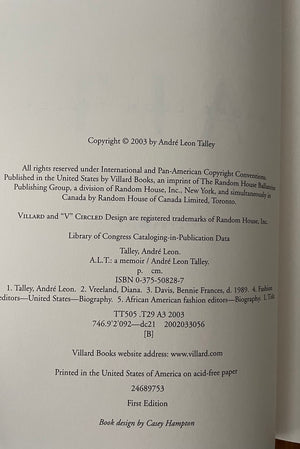 Copyright © 2003 by André Leon Talley
All rights reserved under International and Pan-American Copyright Conventions.
Published in the United States by Villard Books, an imprint of The Random House Ballantine
Publishing Group, a division of Random House, Inc., New York, and simultaneously in
Canada by Random House of Canada Limited, Toronto.
VILLARD and "V" CIRCLED Design are registered trademarks of Random House, Inc.
Library of Congress Cataloging-in-Publication Data
Talley, André Leon.
A.L.T.: a memoir / André Leon Talley.
p. cm.
ISBN 0-375-50828-7
1. Talley, André Leon. 2. Vreeland, Diana. 3. Davis, Bennie Frances, d. 1989. 4. Fashion
editors—United States—Biography. 5. African American fashion editors—Biography. I. Title.
TT505 .T29 A3 2003
746.9'2'092—dc21 2002033056
[B]
Villard Books website address: www.villard.com
Printed in the United States of America on acid-free paper
24689753
First Edition
Book design by Casey Hampton